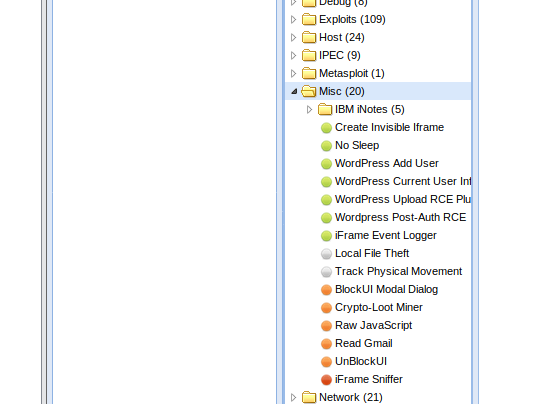 Debug (8)
Exploits (109)
Host (24)
IPEC (9)
Metasploit (1)
Misc (20)
IBM iNotes (5)
Create Invisible Iframe
No Sleep
WordPress Add User
WordPress Current User Inf
WordPress Upload RCE Plu
Wordpress Post-Auth RCE
iFrame Event Logger
Local File Theft
Track Physical Movement
BlockUI Modal Dialog
Crypto-Loot Miner
Raw JavaScript
Read Gmail
UnBlockUI
iFrame Sniffer
Network (21)